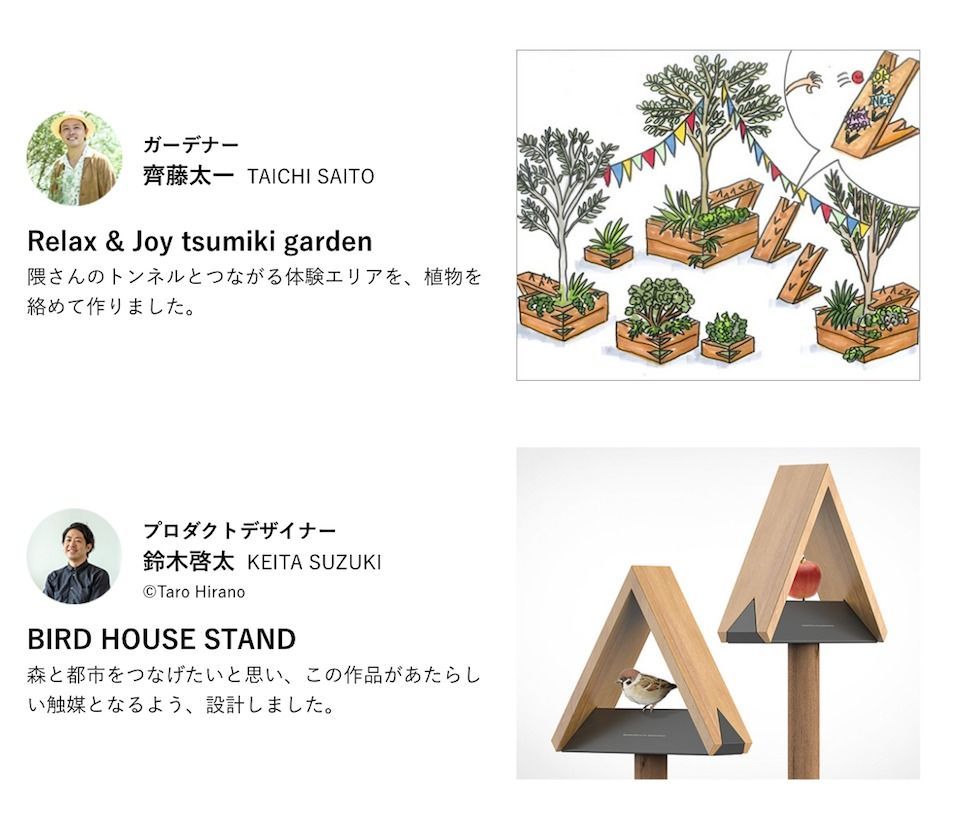 ガーデナー
齊藤太一 TAICHI SAITO
Relax & Joy tsumiki garden
隈さんのトンネルとつながる体験エリアを、植物を
絡めて作りました。
OK
NICE
プロダクトデザイナー
鈴木啓太 KEITA SUZUKI
©Taro Hirano
BIRD HOUSE STAND
森と都市をつなげたいと思い、この作品があたらし
い触媒となるよう、設計しました。